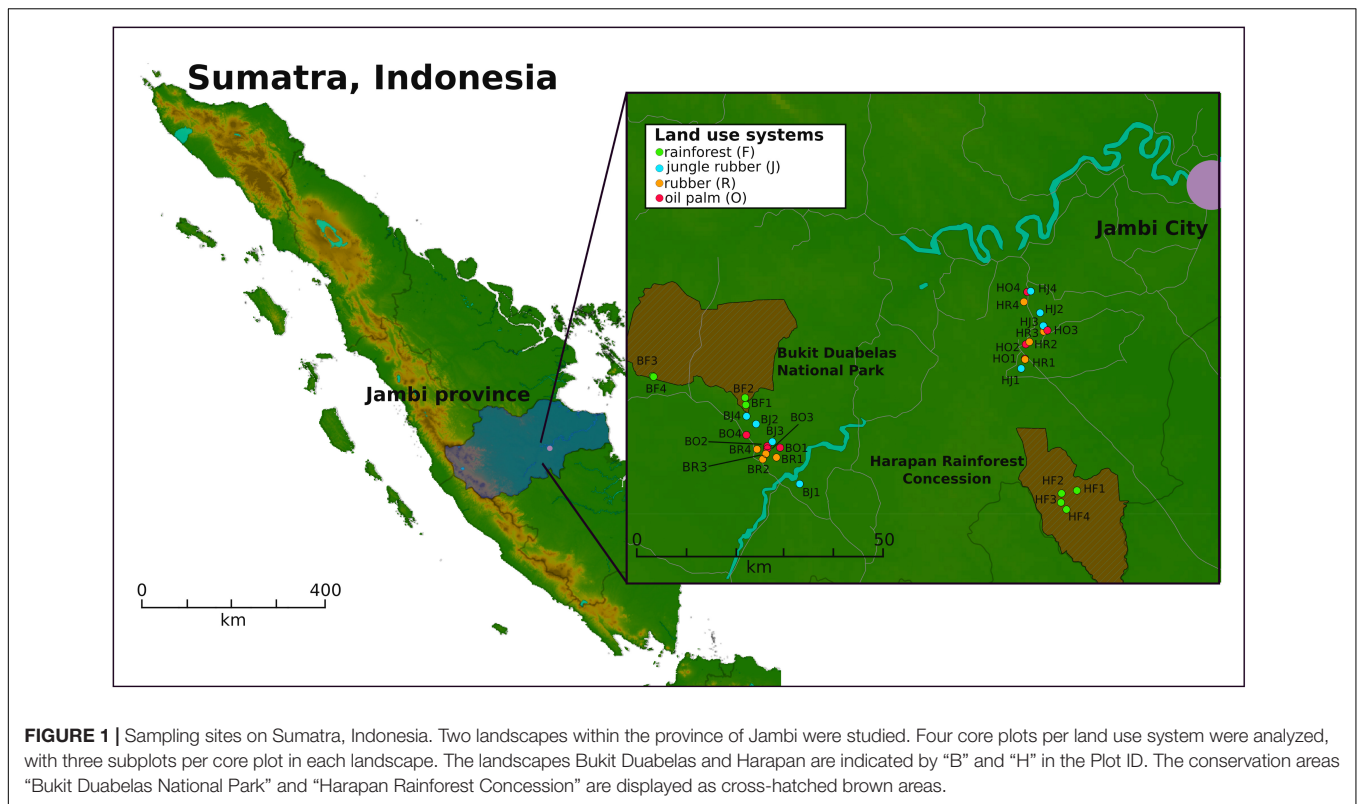 Sumatra, Indonesia
Land use systems
rainforest (F)
jungle rubber (J)
rubber (R)
oil palm (O)
Jambi City
HO4 HJ4
HR4
HJ2
HJ3
HR3 HO3
HO2 HR2
HO1 HR1
HJ1
Bukit Duabelas
National Park
BF3
BF4
BF2
BF1
BJ4 BJ2
BO3
BJ3
BO4
BO2
BR4 BO1
BR3 BR1
BR2
BJ1
Jambi province
Harapan Rainforest
Concession
HF2 HF1
HF3
HF4
0 50
km
0 400
km
FIGURE 1 | Sampling sites on Sumatra, Indonesia. Two landscapes within the province of Jambi were studied. Four core plots per land use system were analyzed,
with three subplots per core plot in each landscape. The landscapes Bukit Duabelas and Harapan are indicated by “B” and “H” in the Plot ID. The conservation areas
“Bukit Duabelas National Park” and “Harapan Rainforest Concession” are displayed as cross-hatched brown areas.